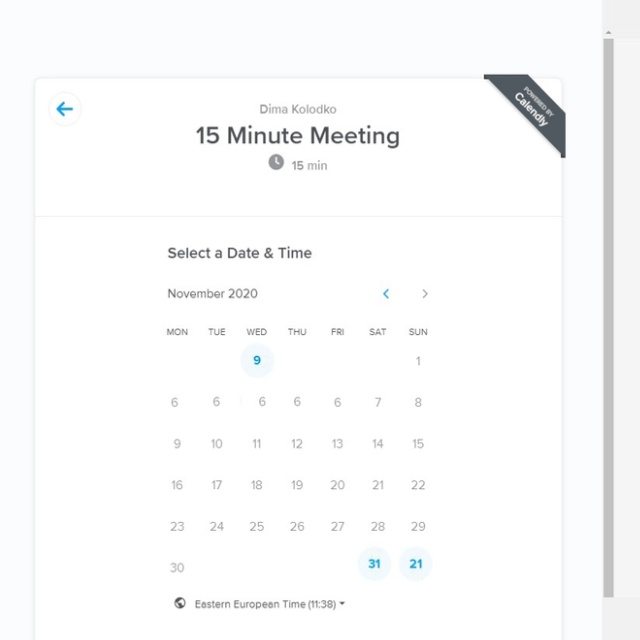 POWERED BY
Calendly
Dima Kolodko
15 Minute Meeting
15 min
Select a Date & Time
November 2020
MON TUE WED THU FRI SAT SUN
9 1
6 6 6 6 6 7 8
9 10 11 12 13 14 15
16 17 18 19 20 21 22
23 24 25 26 27 28 29
30 31 21
Eastern European Time (11:38)